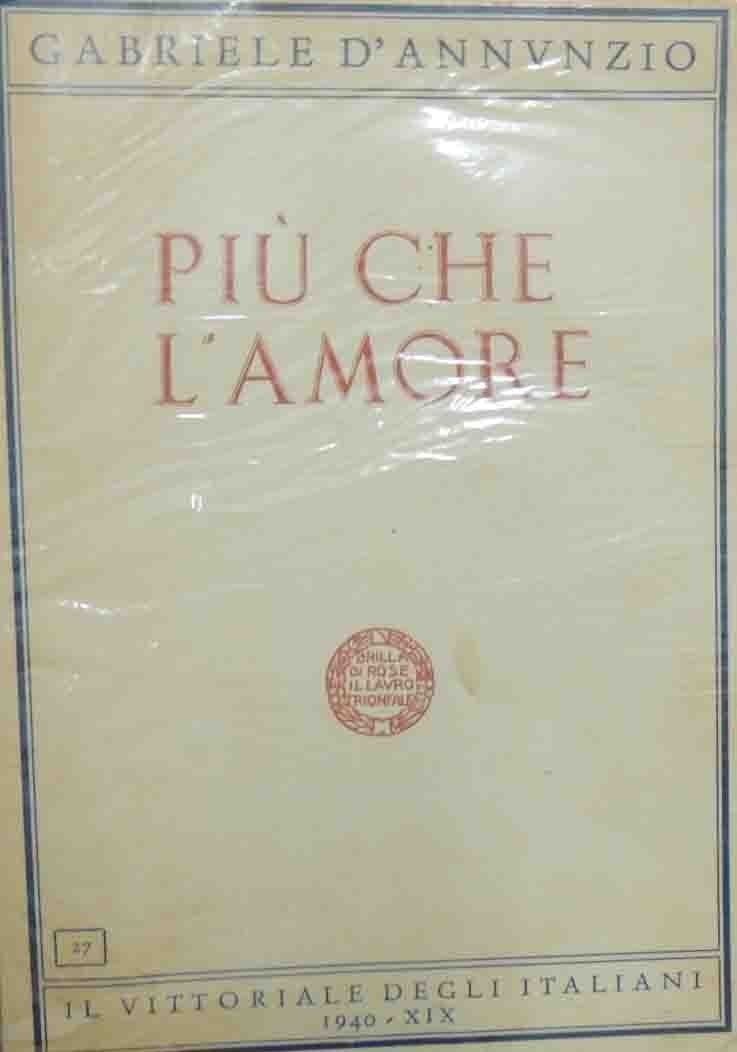 GABRIELE D'ANNVNZIO
PIÙ CHE
L'AMORE
BRILLA
DI ROSE
IL LAVRO
TRIONFALE
27
IL VITTORIALE DEGLI ITALIANI
1940 - XIX